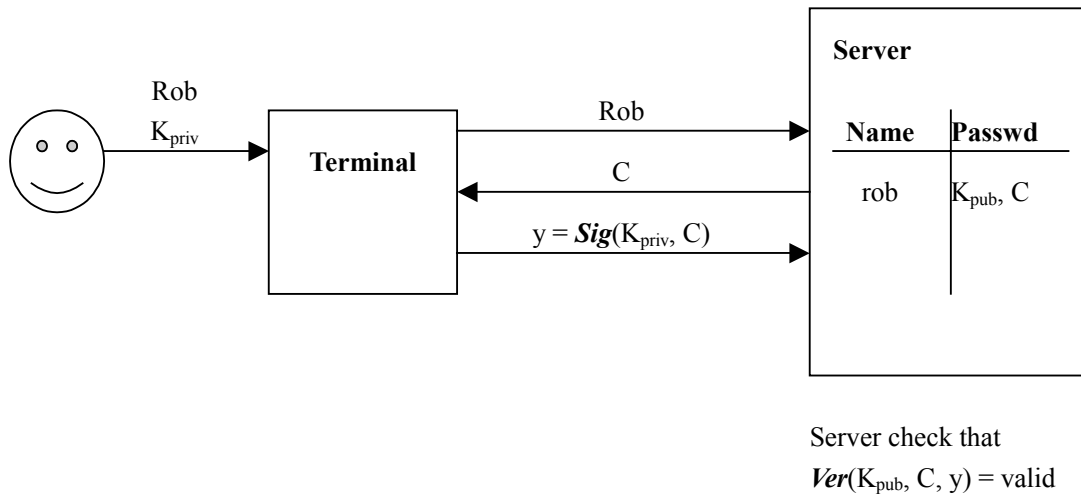 Rob
K_priv
Terminal
Rob
C
y = Sig(K_priv, C)
Server
Name Passwd
rob K_pub, C
Server check that
Ver(K_pub, C, y) = valid